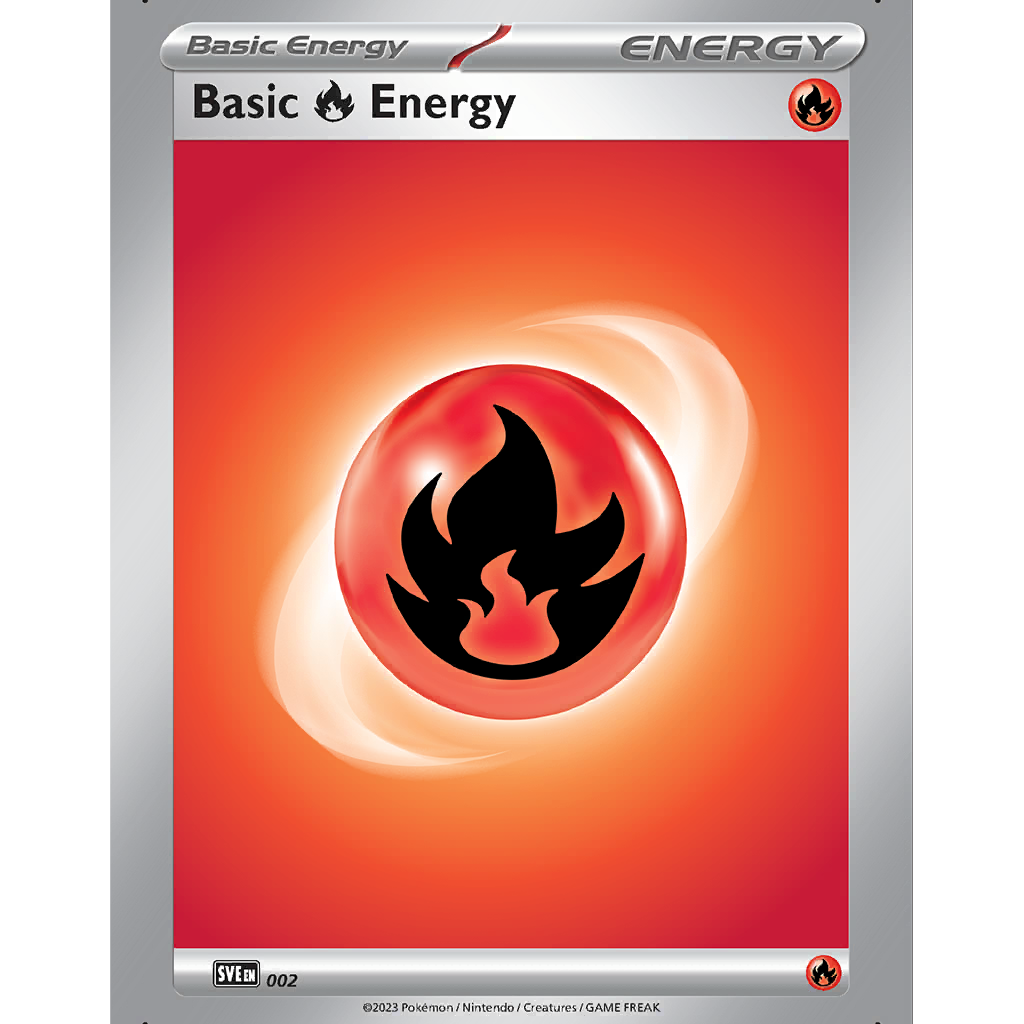 Basic Energy ENERGY
Basic Energy
SVE EN 002
©2023 Pokémon / Nintendo / Creatures / GAME FREAK